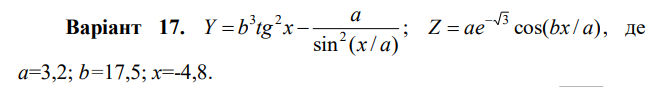 Варіант 17. Y = b³tg²x − a/sin²(x/a); Z = ae^(−√3) cos(bx/a), де
a=3,2; b=17,5; x=-4,8.